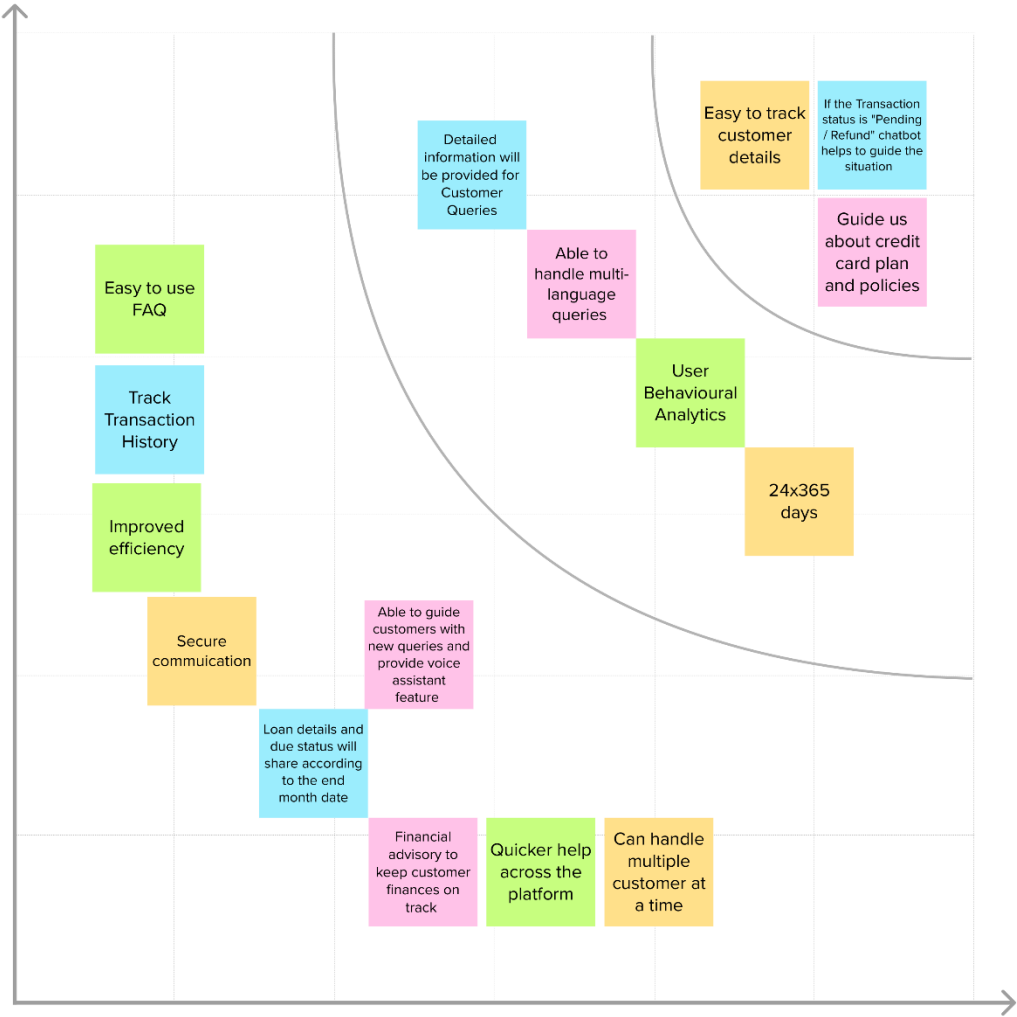 Easy to track
customer
details
If the Transaction
status is "Pending
/ Refund" chatbot
helps to guide the
situation
Detailed
information will
be provided for
Customer
Queries
Guide us
about credit
card plan
and policies
Able to
handle multi-
language
queries
Easy to use
FAQ
User
Behavioural
Analytics
Track
Transaction
History
24x365
days
Improved
efficiency
Secure
commuication
Able to guide
customers with
new queries and
provide voice
assistant
feature
Loan details and
due status will
share according
to the end
month date
Financial
advisory to
keep customer
finances on
track
Quicker help
across the
platform
Can handle
multiple
customer at
a time